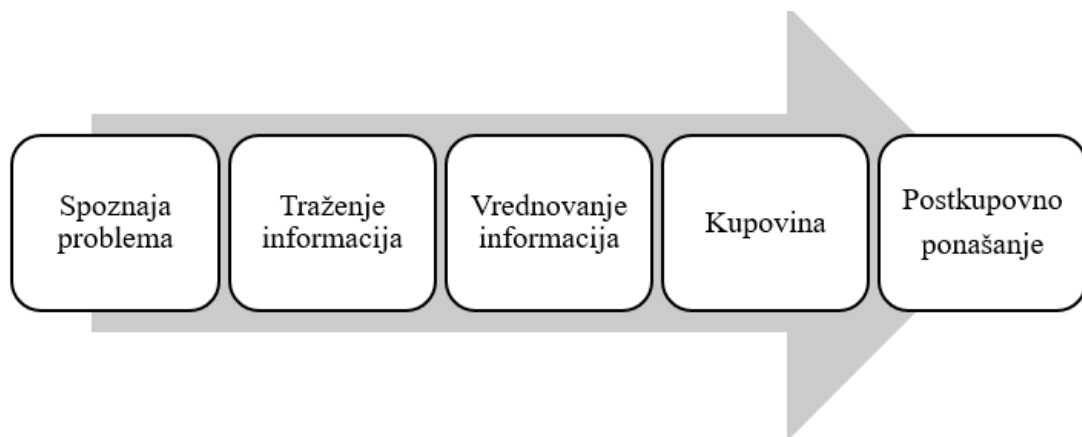 Spoznaja
problema
Traženje
informacija
Vrednovanje
informacija
Kupovina
Postkupovno
ponašanje